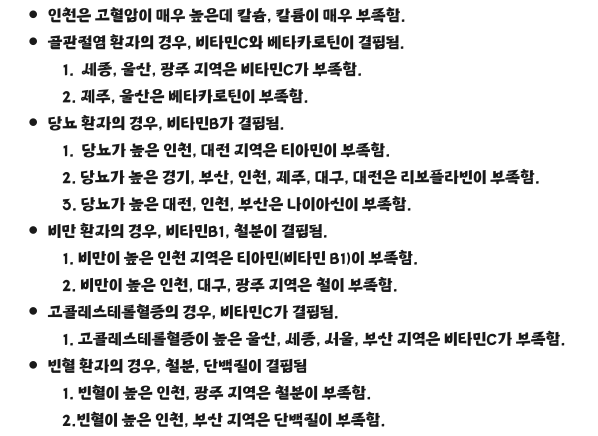 • 인천은 고혈압이 매우 높은데 칼슘, 칼륨이 매우 부족함.
• 골관절염 환자의 경우, 비타민C와 베타카로틴이 결핍됨.
1. 세종, 울산, 광주 지역은 비타민C가 부족함.
2. 제주, 울산은 베타카로틴이 부족함.
• 당뇨 환자의 경우, 비타민B가 결핍됨.
1. 당뇨가 높은 인천, 대전 지역은 티아민이 부족함.
2. 당뇨가 높은 경기, 부산, 인천, 제주, 대구, 대전은 리보플라빈이 부족함.
3. 당뇨가 높은 대전, 인천, 부산은 나이아신이 부족함.
• 비만 환자의 경우, 비타민B1, 철분이 결핍됨.
1. 비만이 높은 인천 지역은 티아민(비타민 B1)이 부족함.
2. 비만이 높은 인천, 대구, 광주 지역은 철이 부족함.
• 고콜레스테롤혈증의 경우, 비타민C가 결핍됨.
1. 고콜레스테롤혈증이 높은 울산, 세종, 서울, 부산 지역은 비타민C가 부족함.
• 빈혈 환자의 경우, 철분, 단백질이 결핍됨
1. 빈혈이 높은 인천, 광주 지역은 철분이 부족함.
2.빈혈이 높은 인천, 부산 지역은 단백질이 부족함.